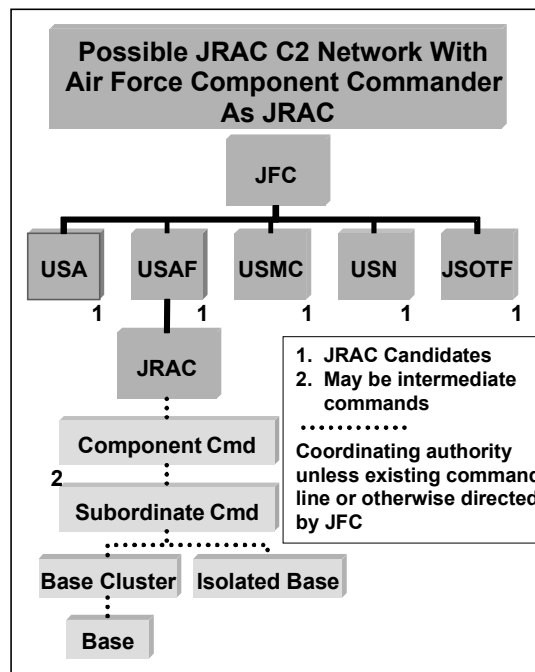 Possible JRAC C2 Network With
Air Force Component Commander
As JRAC
JFC
USA
USAF
USMC
USN
JSOTF
1
1
1
1
1
JRAC
1. JRAC Candidates
2. May be intermediate
commands
Coordinating authority
unless existing command
line or otherwise directed
by JFC
Component Cmd
2
Subordinate Cmd
Base Cluster
Isolated Base
Base